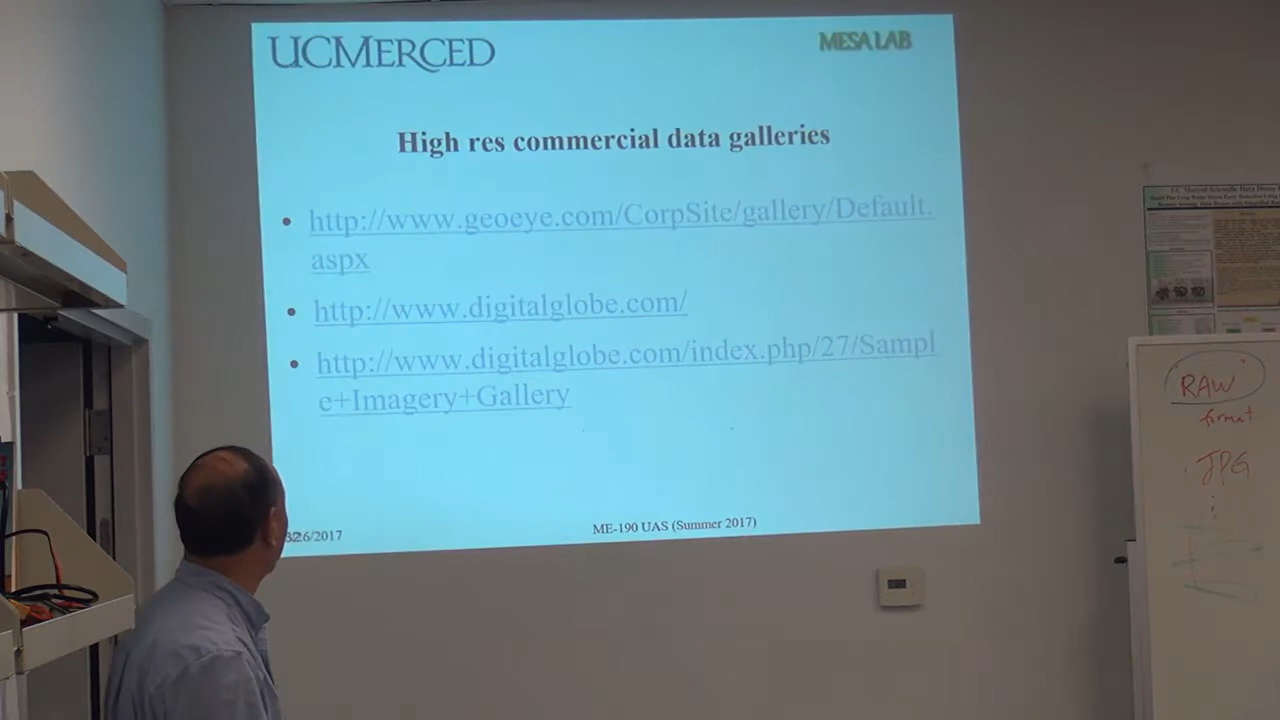 UCMERCED
MESA LAB
High res commercial data galleries
• http://www.geoeye.com/CorpSite/gallery/Default.
aspx
• http://www.digitalglobe.com/
• http://www.digitalglobe.com/index.php/27/Sampl
e+Imagery+Gallery
ME-190 UAS (Summer 2017)
RAW
format
JPG